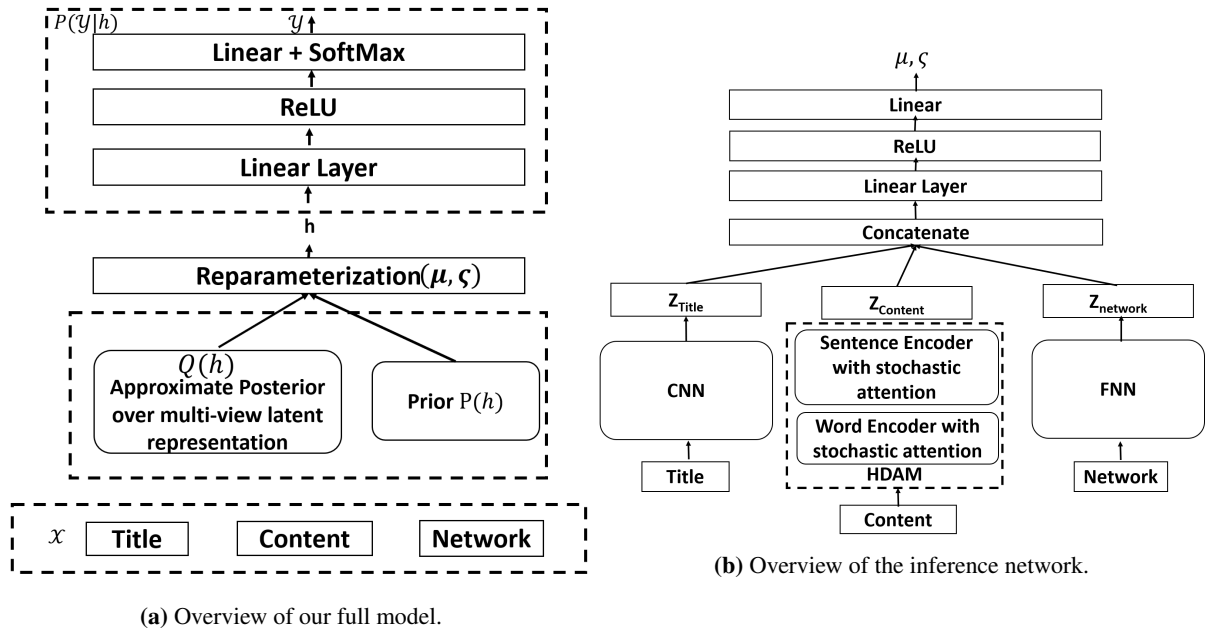 P(𝒴|h)
𝒴
Linear + SoftMax
ReLU
Linear Layer
h
Reparameterization(μ, ς)
Q(h)
Approximate Posterior
over multi-view latent
representation
Prior P(h)
𝒳
Title
Content
Network
(a) Overview of our full model.
μ, ς
Linear
ReLU
Linear Layer
Concatenate
Z_Title
Z_Content
Z_network
CNN
Sentence Encoder
with stochastic
attention
Word Encoder with
stochastic attention
HDAM
FNN
Title
Content
Network
(b) Overview of the inference network.